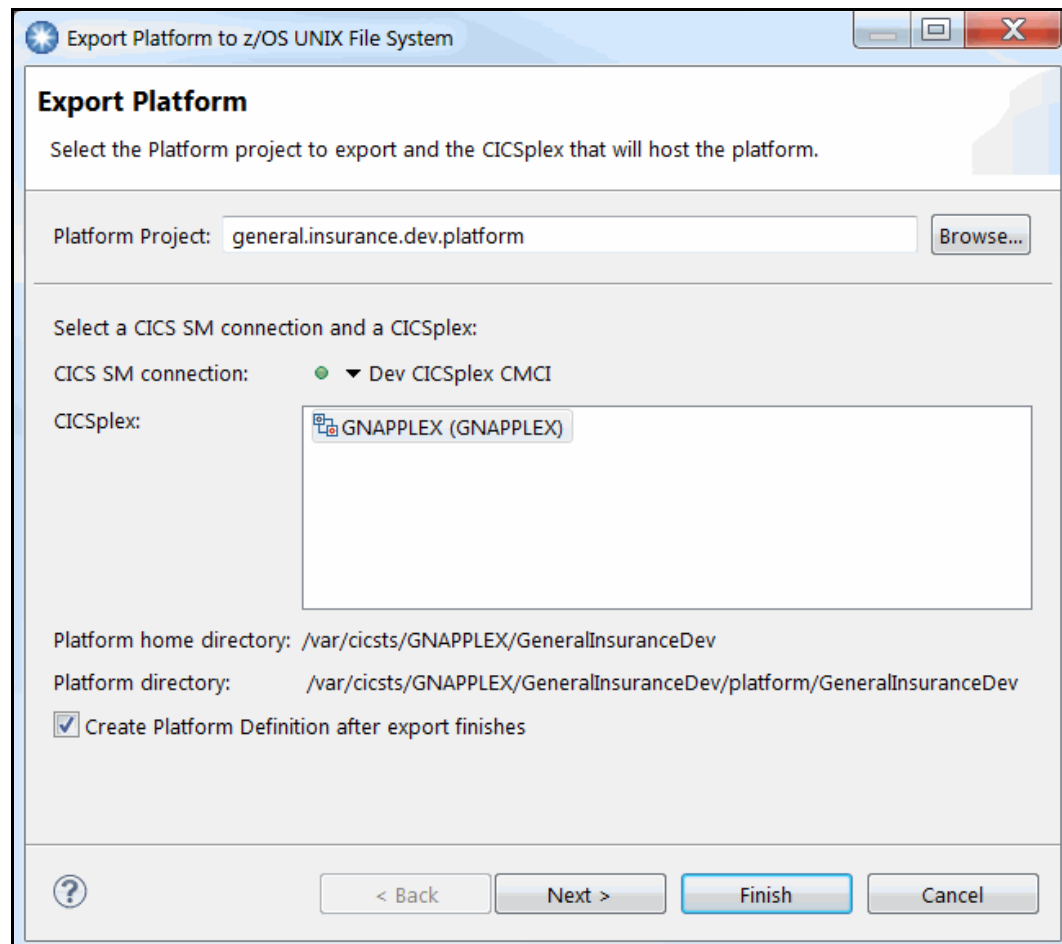 Export Platform to z/OS UNIX File System
Export Platform
Select the Platform project to export and the CICSplex that will host the platform.
Platform Project: general.insurance.dev.platform Browse...
Select a CICS SM connection and a CICSplex:
CICS SM connection: Dev CICSplex CMCI
CICSplex: GNAPPLEX (GNAPPLEX)
Platform home directory: /var/cicsts/GNAPPLEX/GeneralInsuranceDev
Platform directory: /var/cicsts/GNAPPLEX/GeneralInsuranceDev/platform/GeneralInsuranceDev
Create Platform Definition after export finishes
? < Back Next > Finish Cancel